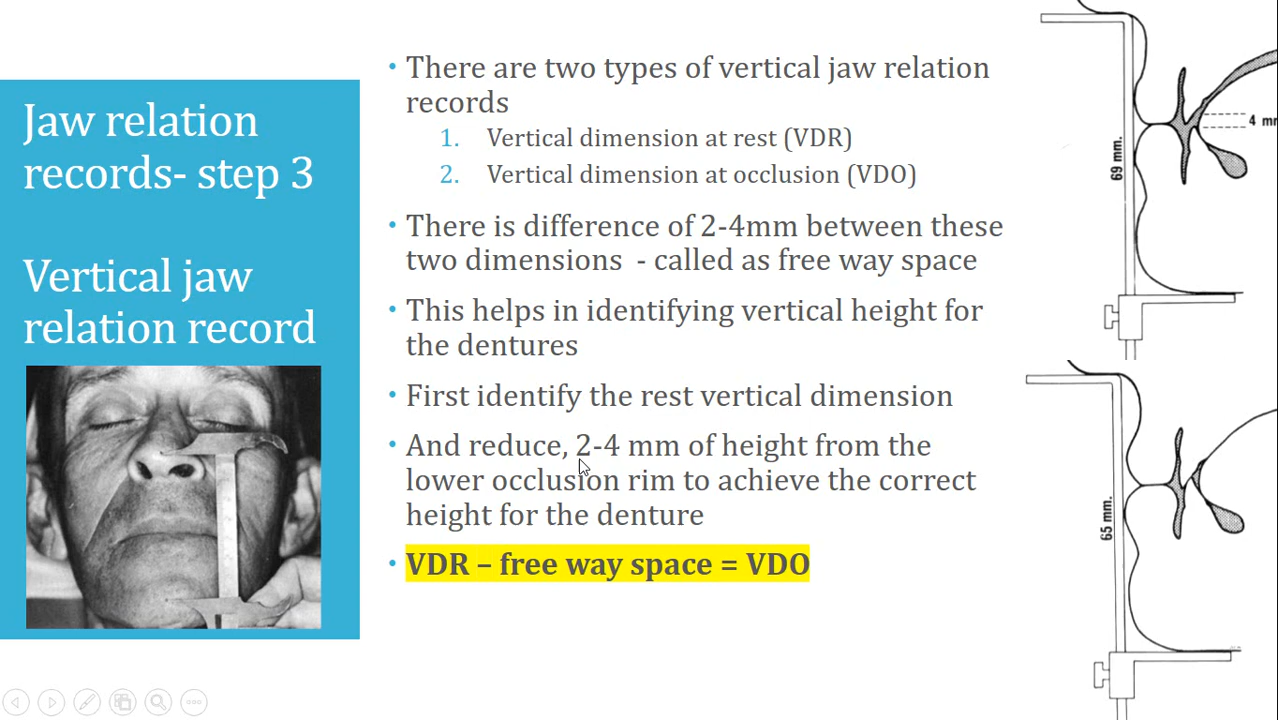 Jaw relation
records- step 3
Vertical jaw
relation record
• There are two types of vertical jaw relation
records
1. Vertical dimension at rest (VDR)
2. Vertical dimension at occlusion (VDO)
• There is difference of 2-4mm between these
two dimensions - called as free way space
• This helps in identifying vertical height for
the dentures
• First identify the rest vertical dimension
• And reduce, 2-4 mm of height from the
lower occlusion rim to achieve the correct
height for the denture
• VDR – free way space = VDO
4 mm
69 mm.
65 mm.